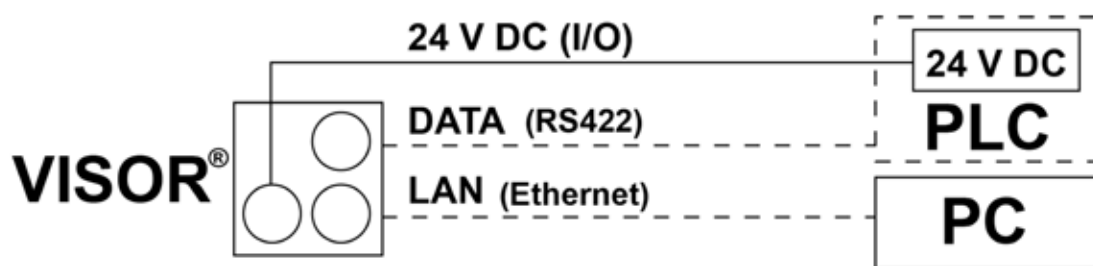 24 V DC (I/O)
24 V DC
DATA (RS422)
PLC
VISOR®
LAN (Ethernet)
PC